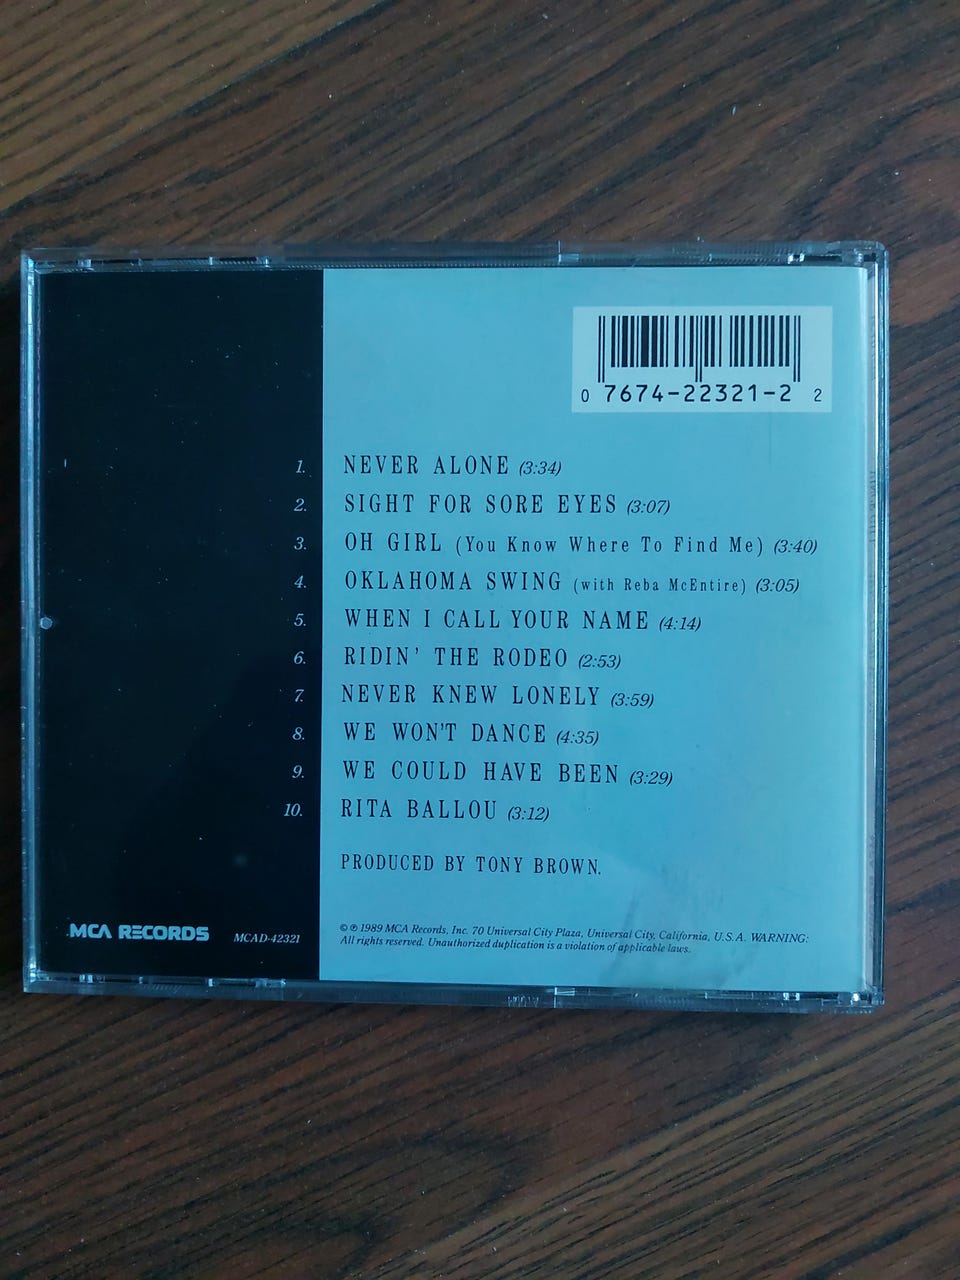 0 7674-22321-2 2
1. NEVER ALONE (3:34)
2. SIGHT FOR SORE EYES (3:07)
3. OH GIRL (You Know Where To Find Me) (3:40)
4. OKLAHOMA SWING (with Reba McEntire) (3:05)
5. WHEN I CALL YOUR NAME (4:14)
6. RIDIN' THE RODEO (2:53)
7. NEVER KNEW LONELY (3:59)
8. WE WON'T DANCE (4:35)
9. WE COULD HAVE BEEN (3:29)
10. RITA BALLOU (3:12)
PRODUCED BY TONY BROWN.
MCA RECORDS MCAD-42321
© ℗ 1989 MCA Records, Inc. 70 Universal City Plaza, Universal City, California, U.S.A. WARNING:
All rights reserved. Unauthorized duplication is a violation of applicable laws.